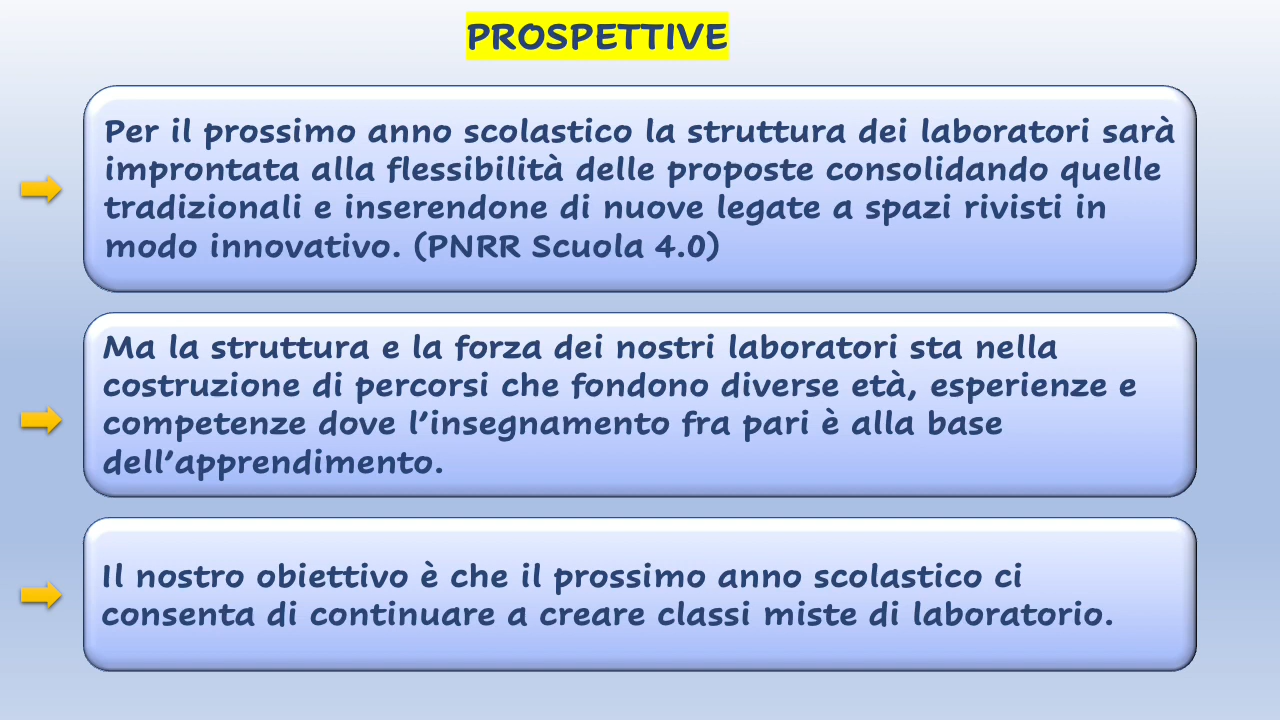 PROSPETTIVE
Per il prossimo anno scolastico la struttura dei laboratori sarà
improntata alla flessibilità delle proposte consolidando quelle
tradizionali e inserendone di nuove legate a spazi rivisti in
modo innovativo. (PNRR Scuola 4.0)
Ma la struttura e la forza dei nostri laboratori sta nella
costruzione di percorsi che fondono diverse età, esperienze e
competenze dove l’insegnamento fra pari è alla base
dell’apprendimento.
Il nostro obiettivo è che il prossimo anno scolastico ci
consenta di continuare a creare classi miste di laboratorio.